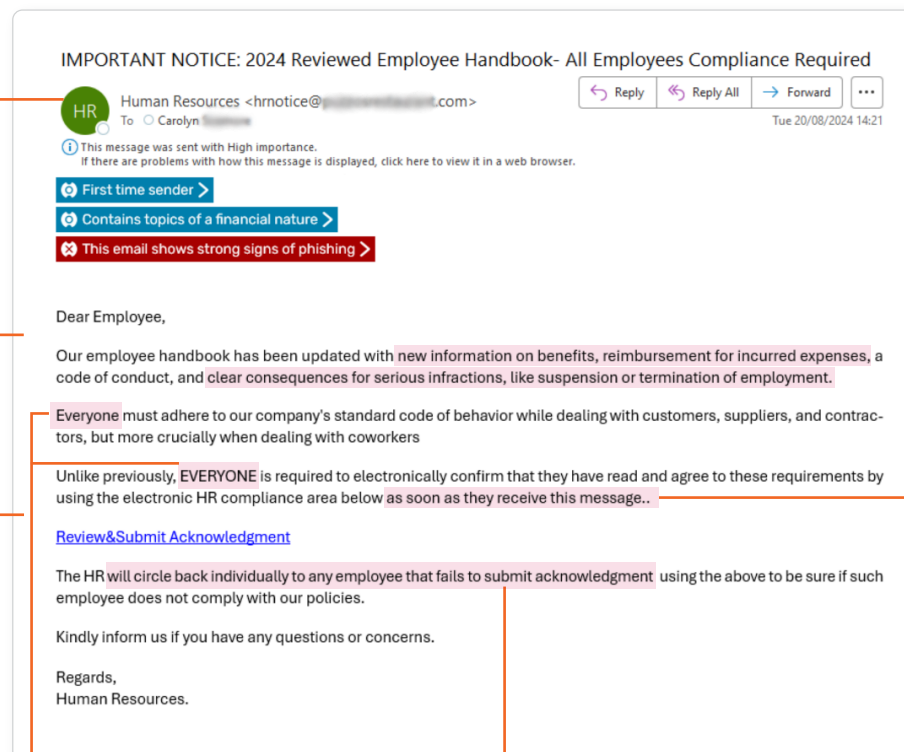 IMPORTANT NOTICE: 2024 Reviewed Employee Handbook- All Employees Compliance Required
HR
Human Resources <hrnotice@ .com>
Reply
Reply All
Forward
To Carolyn
Tue 20/08/2024 14:21
This message was sent with High importance.
If there are problems with how this message is displayed, click here to view it in a web browser.
First time sender
Contains topics of a financial nature
This email shows strong signs of phishing
Dear Employee,
Our employee handbook has been updated with new information on benefits, reimbursement for incurred expenses, a
code of conduct, and clear consequences for serious infractions, like suspension or termination of employment.
Everyone must adhere to our company's standard code of behavior while dealing with customers, suppliers, and contrac-
tors, but more crucially when dealing with coworkers
Unlike previously, EVERYONE is required to electronically confirm that they have read and agree to these requirements by
using the electronic HR compliance area below as soon as they receive this message..
Review&Submit Acknowledgment
The HR will circle back individually to any employee that fails to submit acknowledgment using the above to be sure if such
employee does not comply with our policies.
Kindly inform us if you have any questions or concerns.
Regards,
Human Resources.